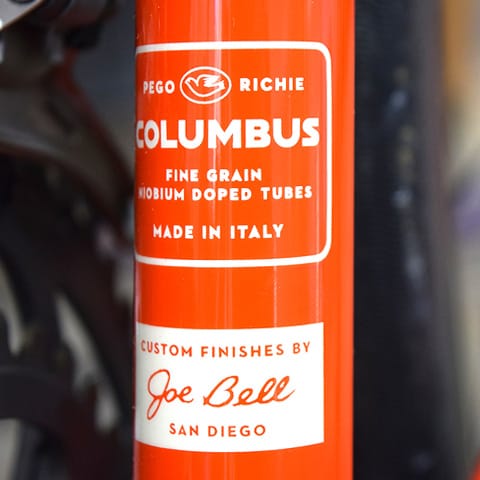 PEGO RICHIE
COLUMBUS
FINE GRAIN
NIOBIUM DOPED TUBES
MADE IN ITALY
CUSTOM FINISHES BY
Joe Bell
SAN DIEGO